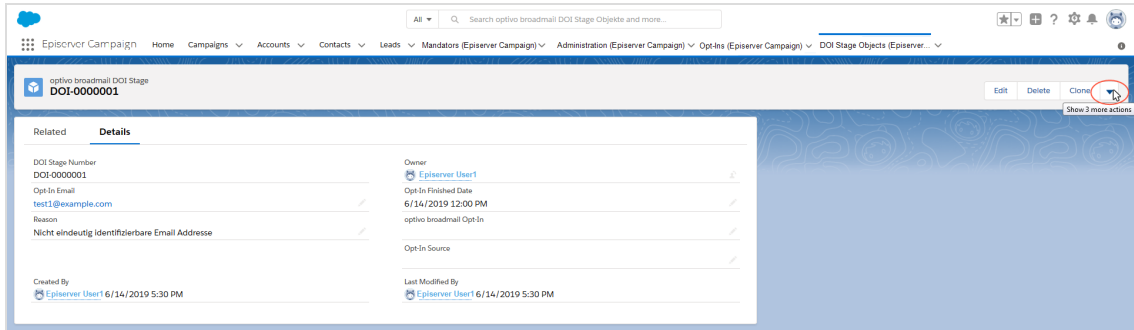 All Search optivo broadmail DOI Stage Objekte and more...
Episerver Campaign Home Campaigns Accounts Contacts Leads Mandators (Episerver Campaign) Administration (Episerver Campaign) Opt-Ins (Episerver Campaign) DOI Stage Objects (Episerver...
optivo broadmail DOI Stage
DOI-0000001
Edit Delete Clone
Show 3 more actions
Related Details
DOI Stage Number Owner
DOI-0000001 Episerver User1
Opt-In Email Opt-In Finished Date
test1@example.com 6/14/2019 12:00 PM
Reason optivo broadmail Opt-In
Nicht eindeutig identifizierbare Email Addresse
Opt-In Source
Created By Last Modified By
Episerver User1 6/14/2019 5:30 PM Episerver User1 6/14/2019 5:30 PM